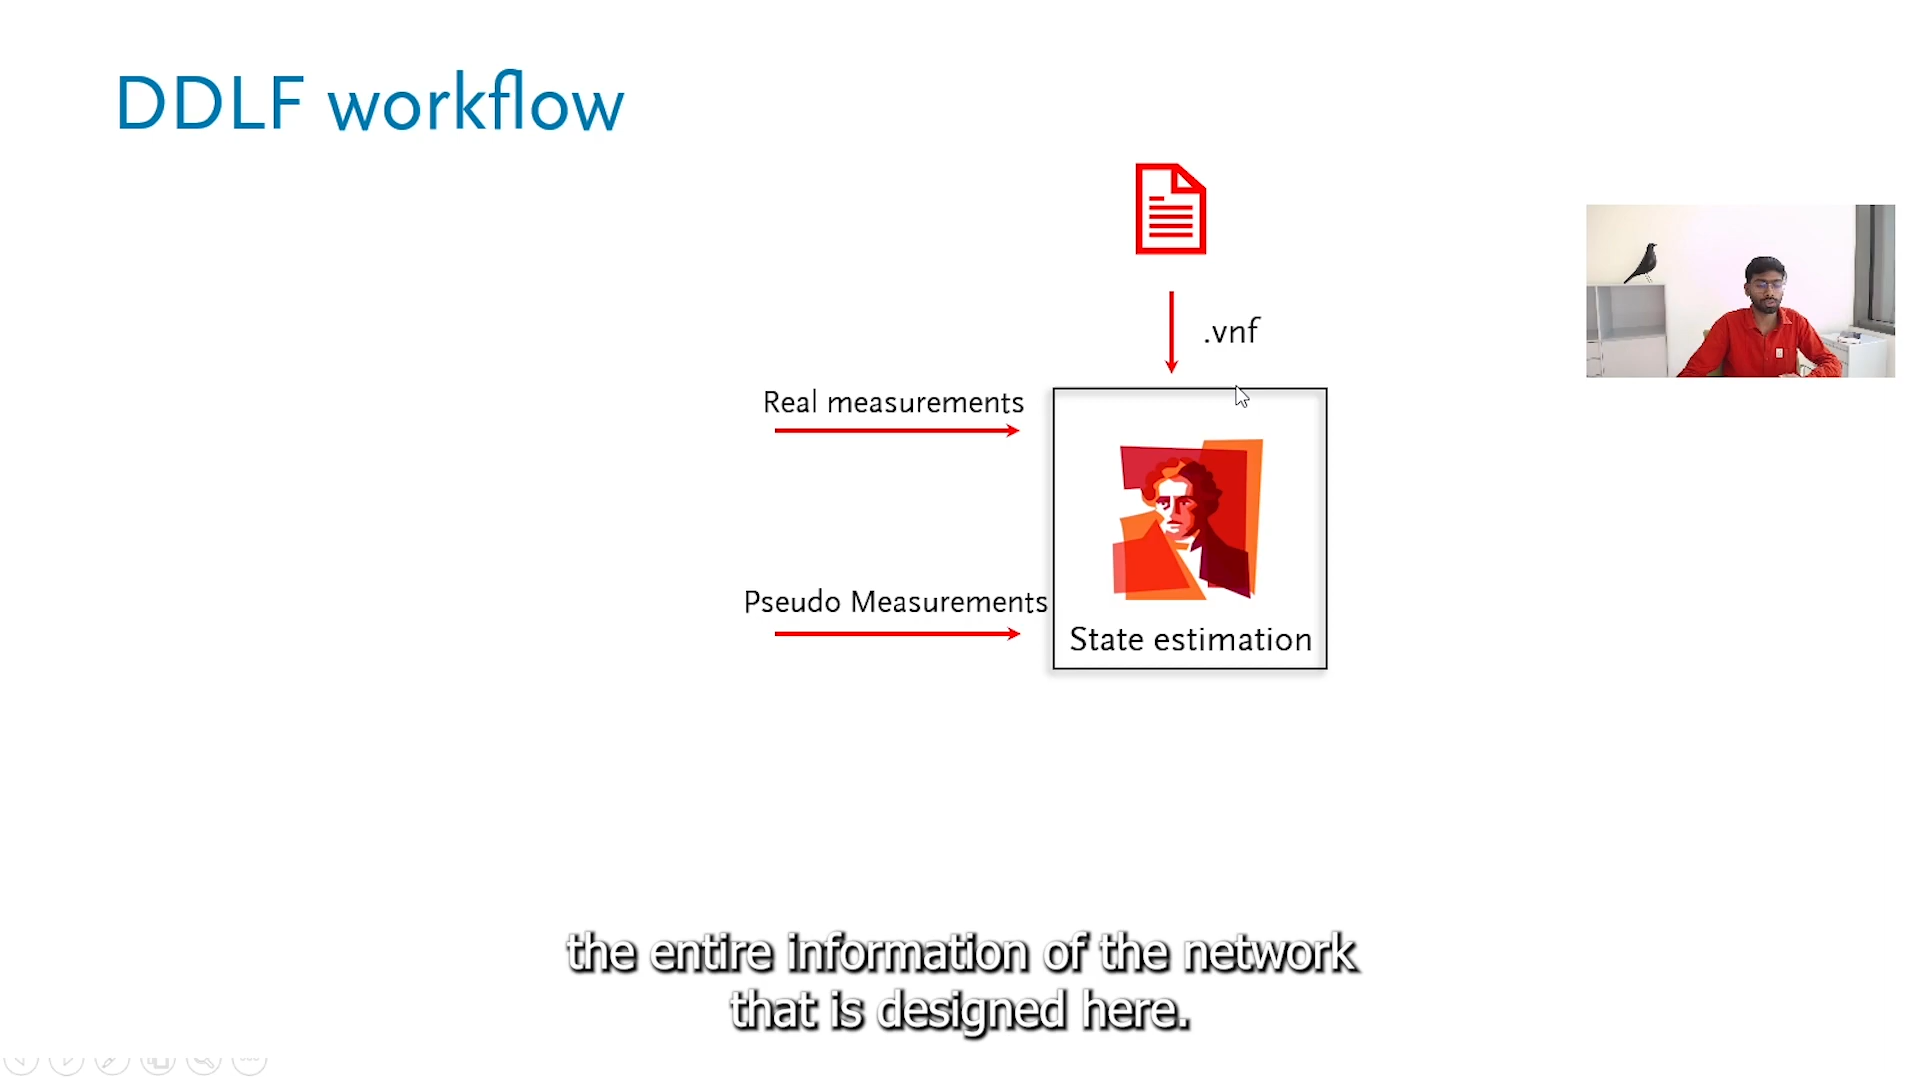 DDLF workflow
.vnf
Real measurements
Pseudo Measurements
State estimation
the entire information of the network
that is designed here.